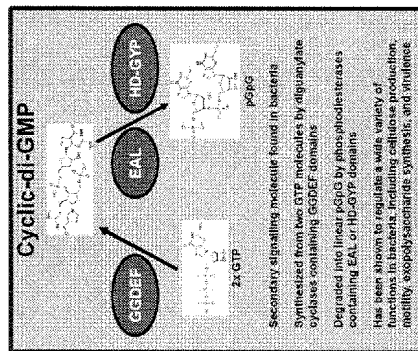 Cyclic-di-GMP
GGDEF
EAL
HD-GYP
2x GTP
pGpG
Secondary signalling molecule found in bacteria
Synthesized from two GTP molecules by diguanylate
cyclases containing GGDEF domains
Degraded into linear pGpG by phosphodiesterases
containing EAL or HD-GYP domains
Has been shown to regulate a wide variety of
functions in bacteria, including cellulose production,
motility, exopolysaccharide synthesis, and virulence